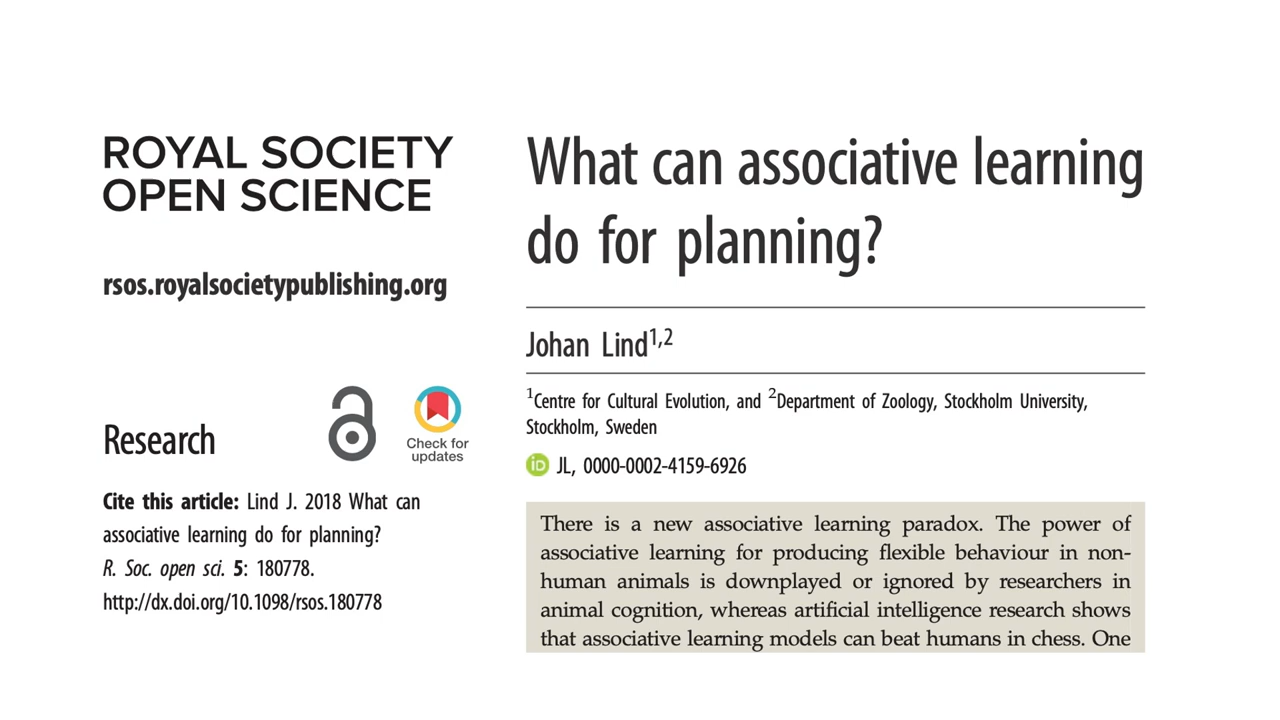 ROYAL SOCIETY
OPEN SCIENCE
rsos.royalsocietypublishing.org
Research
Check for
updates
Cite this article: Lind J. 2018 What can
associative learning do for planning?
R. Soc. open sci. 5: 180778.
http://dx.doi.org/10.1098/rsos.180778
What can associative learning
do for planning?
Johan Lind1,2
1Centre for Cultural Evolution, and 2Department of Zoology, Stockholm University,
Stockholm, Sweden
iD JL, 0000-0002-4159-6926
There is a new associative learning paradox. The power of
associative learning for producing flexible behaviour in non-
human animals is downplayed or ignored by researchers in
animal cognition, whereas artificial intelligence research shows
that associative learning models can beat humans in chess. One